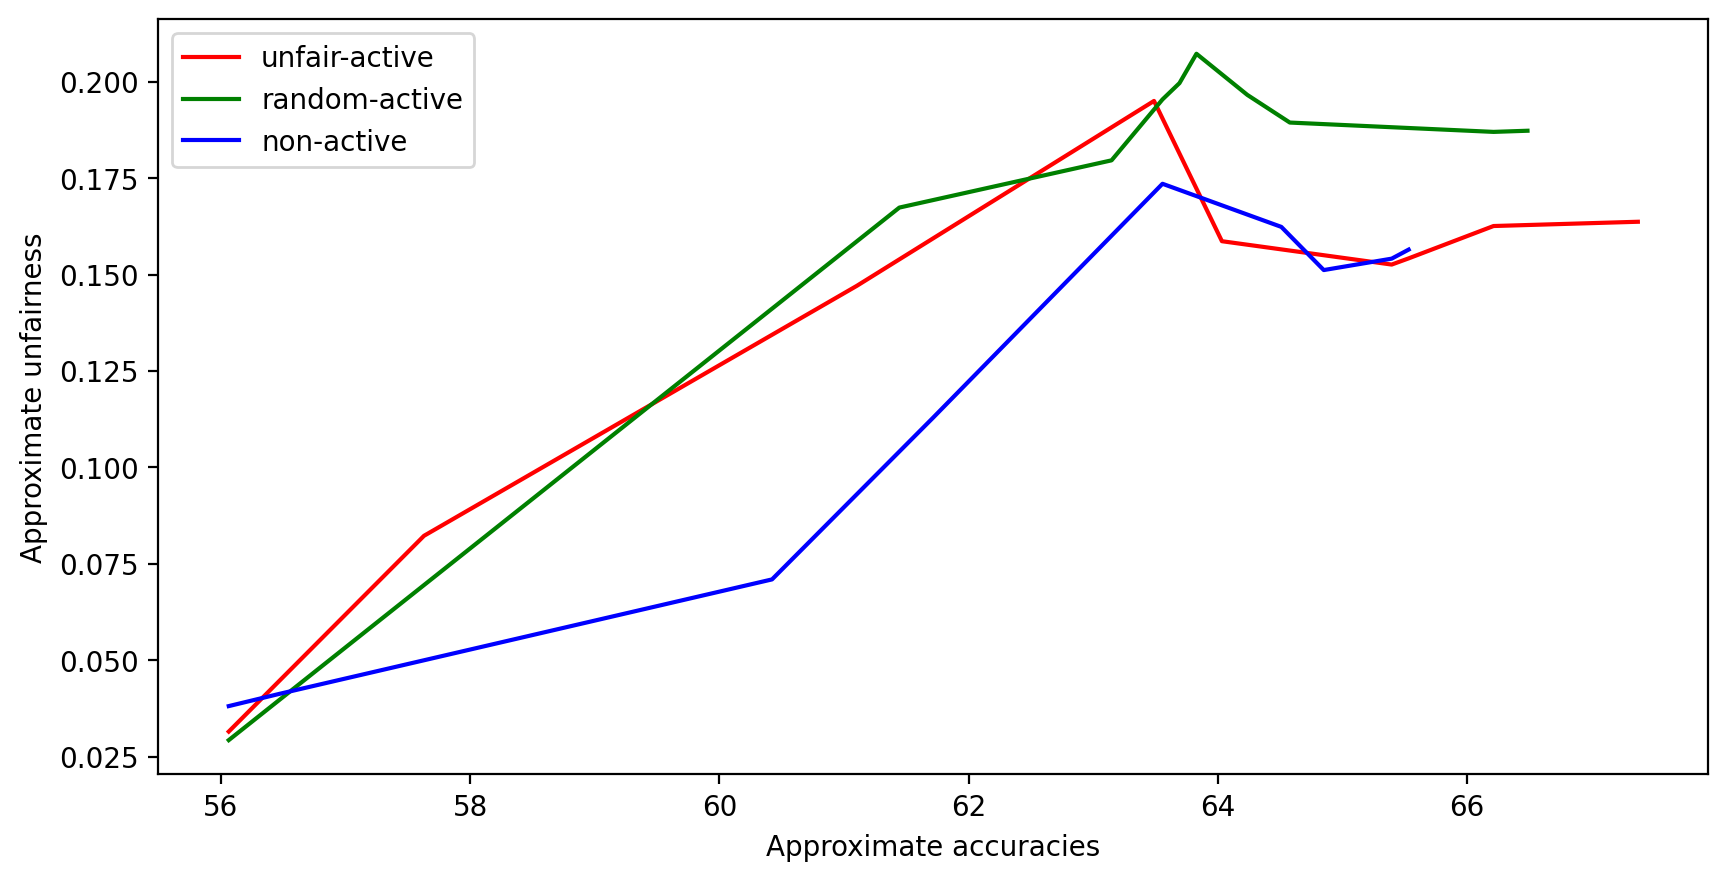 unfair-active
random-active
non-active
Approximate unfairness
0.200
0.175
0.150
0.125
0.100
0.075
0.050
0.025
56 58 60 62 64 66
Approximate accuracies